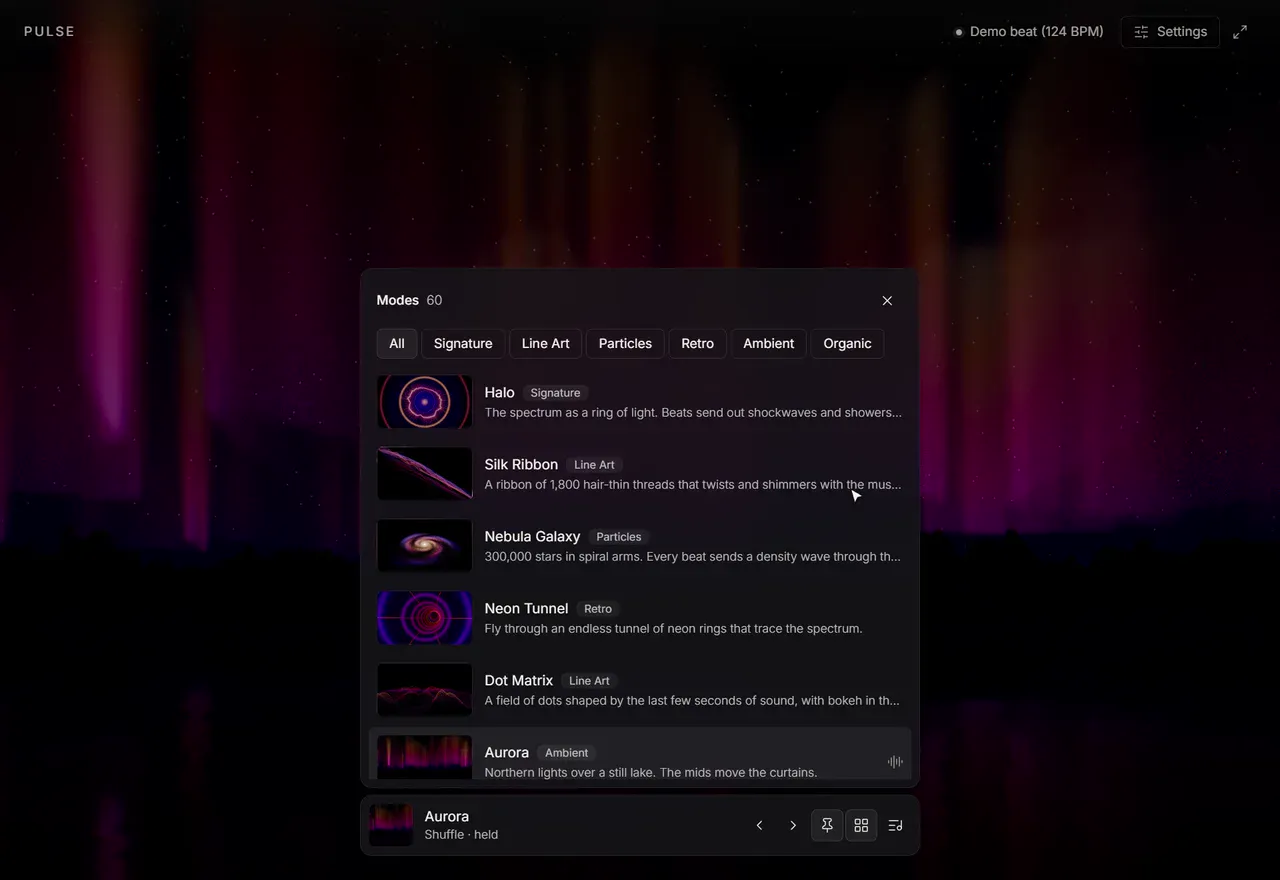 PULSE
Demo beat (124 BPM)
Settings
Modes 60
All
Signature
Line Art
Particles
Retro
Ambient
Organic
Halo Signature
The spectrum as a ring of light. Beats send out shockwaves and showers...
Silk Ribbon Line Art
A ribbon of 1,800 hair-thin threads that twists and shimmers with the mus...
Nebula Galaxy Particles
300,000 stars in spiral arms. Every beat sends a density wave through th...
Neon Tunnel Retro
Fly through an endless tunnel of neon rings that trace the spectrum.
Dot Matrix Line Art
A field of dots shaped by the last few seconds of sound, with bokeh in th...
Aurora Ambient
Northern lights over a still lake. The mids move the curtains.
Aurora
Shuffle · held